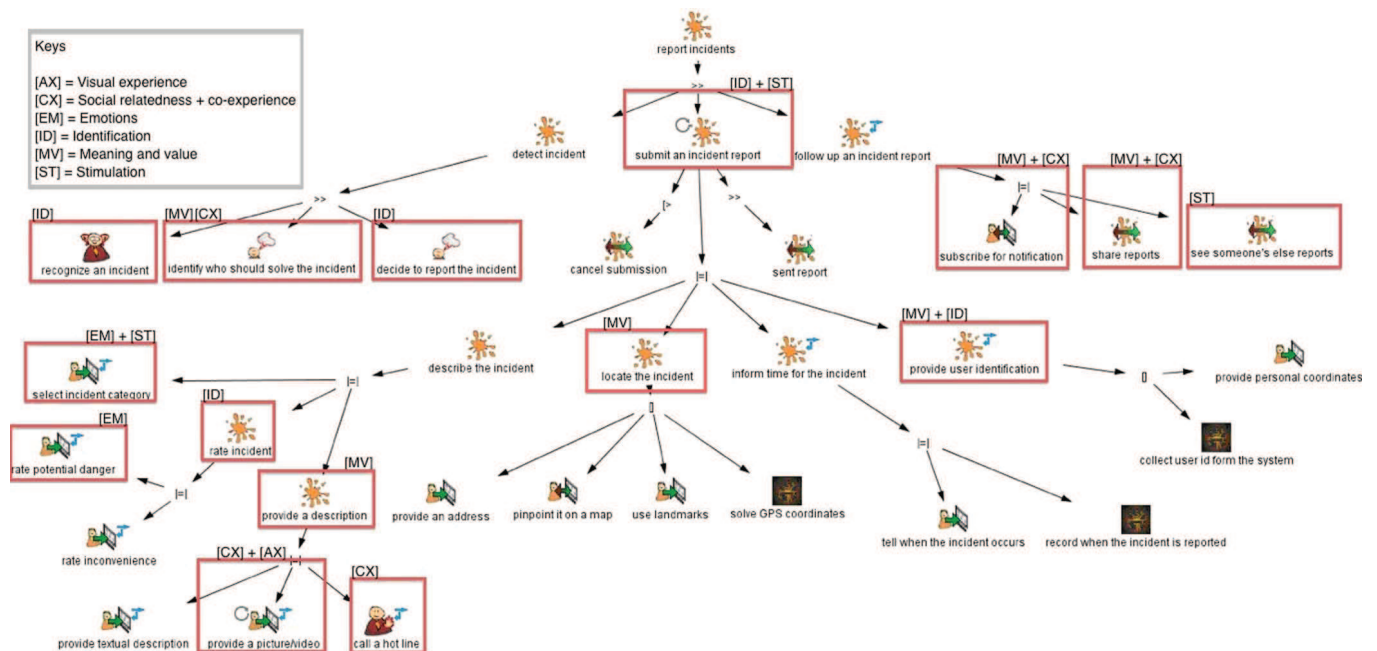 Keys
[AX] = Visual experience
[CX] = Social relatedness + co-experience
[EM] = Emotions
[ID] = Identification
[MV] = Meaning and value
[ST] = Stimulation
report incidents
>>
[ID] + [ST]
detect incident
submit an incident report
follow up an incident report
>>
[>
>>
[MV] + [CX]
[MV] + [CX]
|=|
[ST]
[ID]
[MV][CX]
[ID]
recognize an incident
identify who should solve the incident
decide to report the incident
cancel submission
sent report
subscribe for notification
share reports
see someone's else reports
|=|
[EM] + [ST]
select incident category
|=|
describe the incident
[MV]
locate the incident
inform time for the incident
[MV] + [ID]
provide user identification
[]
provide personal coordinates
collect user id form the system
[EM]
rate potential danger
[ID]
rate incident
|=|
rate inconvenience
[MV]
provide a description
[]
provide an address
pinpoint it on a map
use landmarks
solve GPS coordinates
|=|
tell when the incident occurs
record when the incident is reported
[CX] + [AX]
|=|
[CX]
provide textual description
provide a picture/video
call a hot line